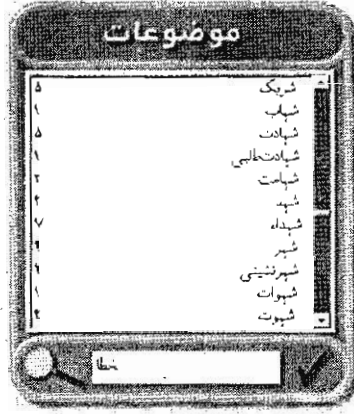 موضوعات
شریک ۵
شهاب ۱
شهادت ۵
شهادت‌طلبی ۱
شهامت ۲
شهد ۴
شهداء ۷
شهر ۹
شهرنشینی ۲
شهوات ۱
شهوت ۴
خطا